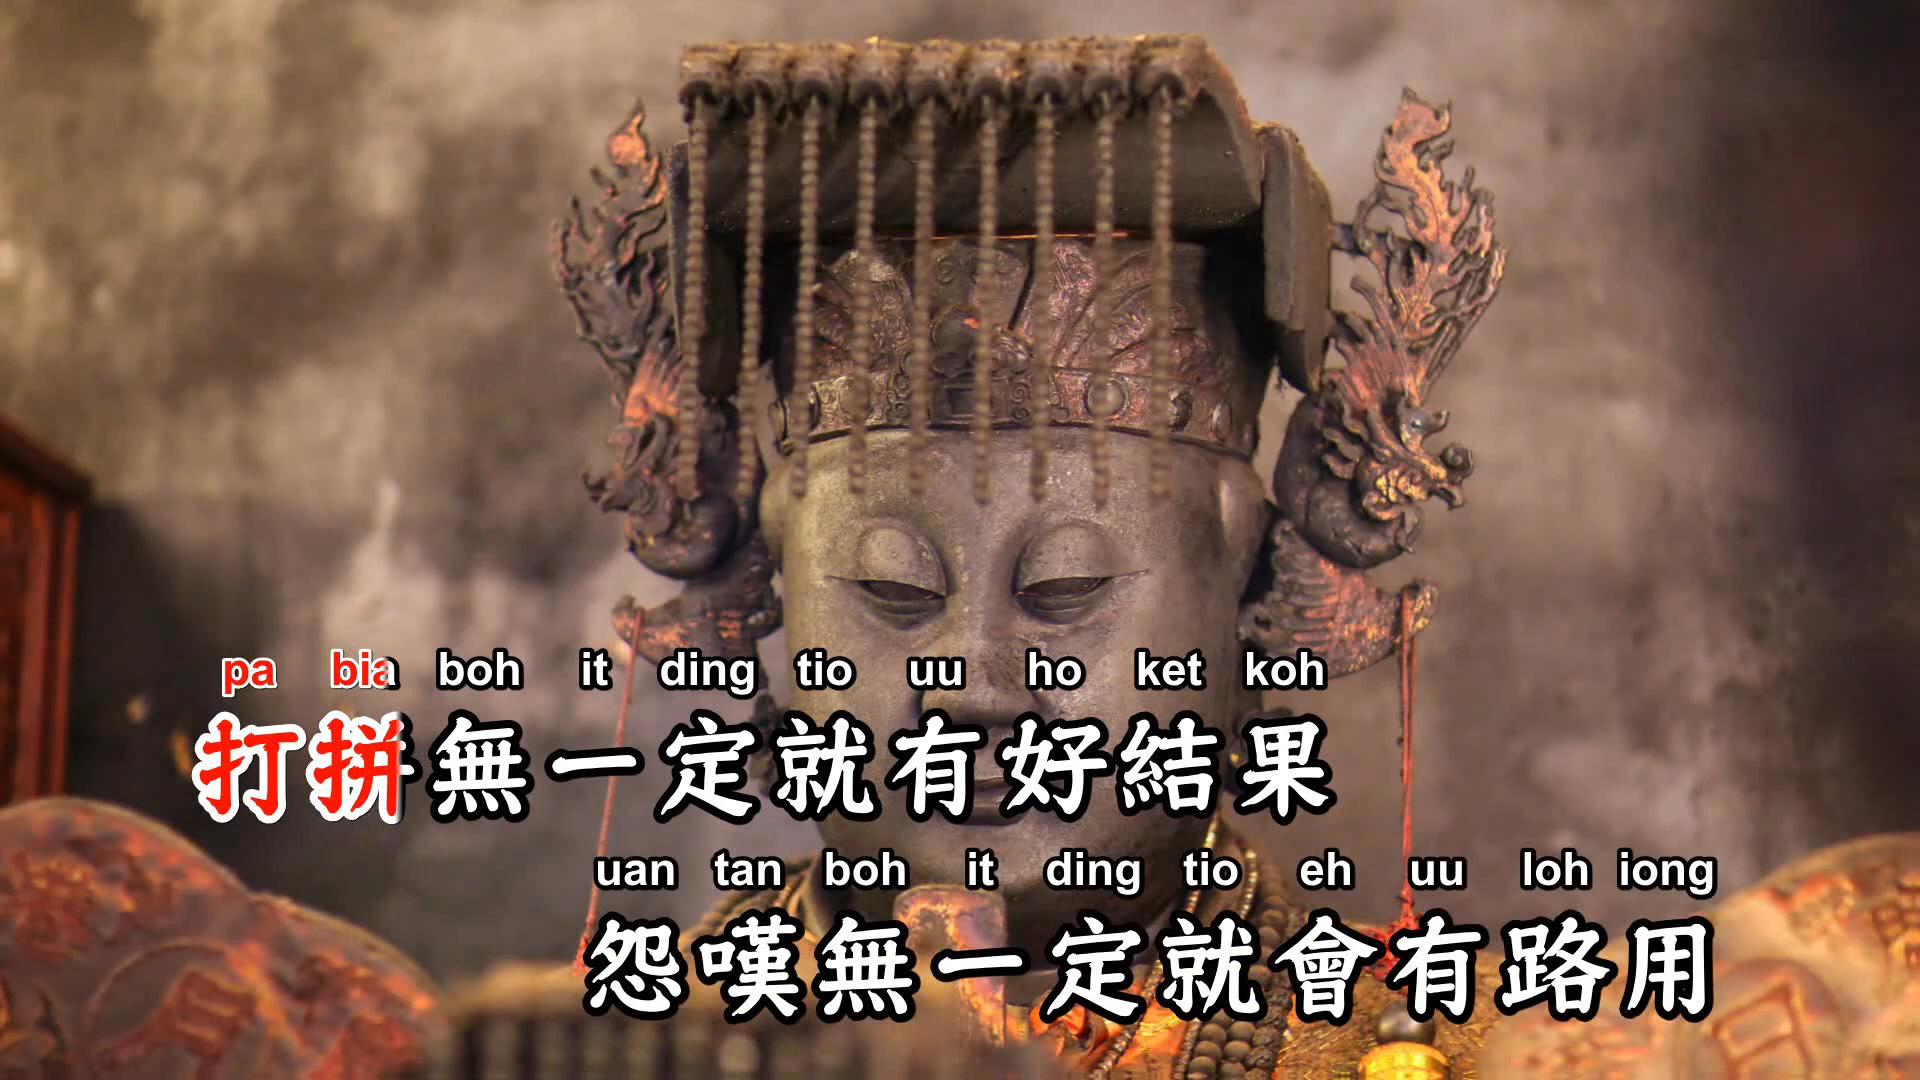 pa bia boh it ding tio uu ho ket koh
打拼無一定就有好結果
uan tan boh it ding tio eh uu loh iong
怨嘆無一定就會有路用